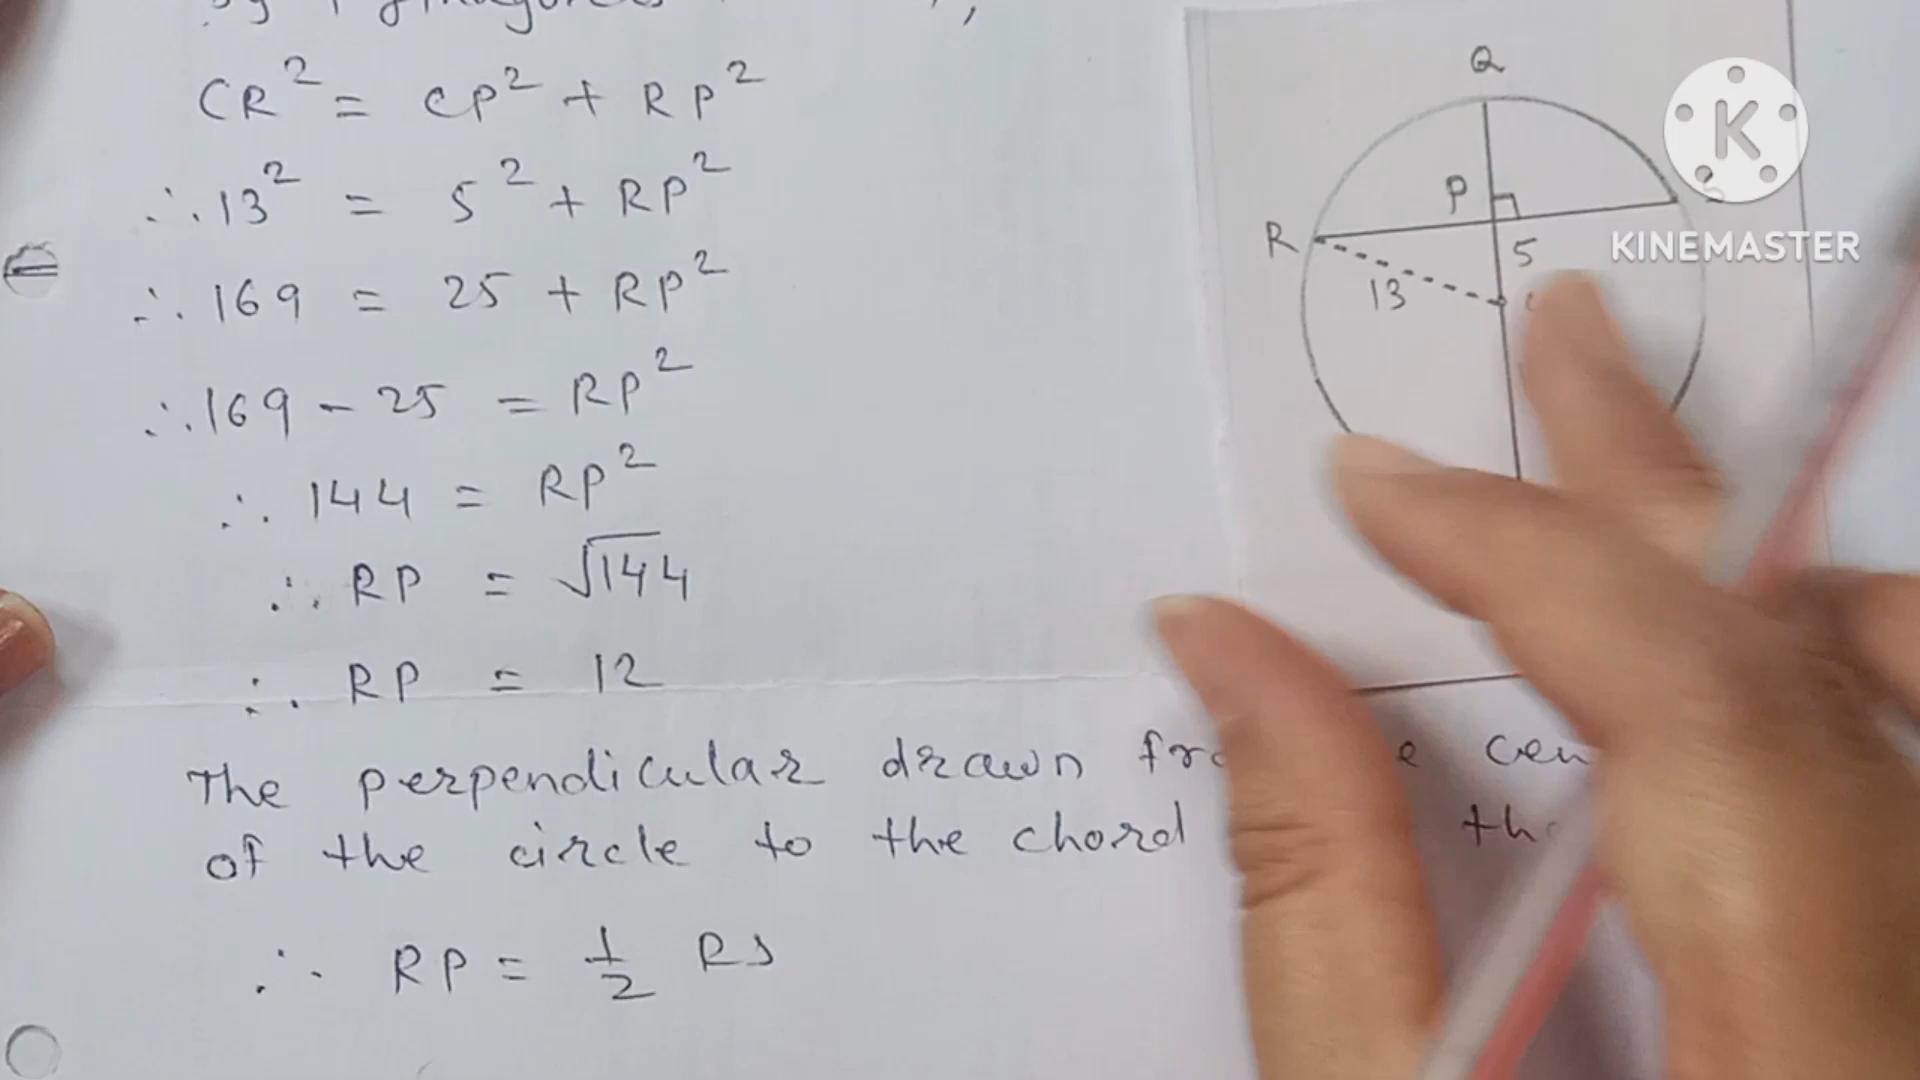 CR² = CP² + RP²
∴ 13² = 5² + RP²
∴ 169 = 25 + RP²
∴ 169 - 25 = RP²
∴ 144 = RP²
∴ RP = √144
∴ RP = 12
The perpendicular drawn
of the circle to the chord
∴ RP = 1/2 RS
Q
P
R
5
13
K
KINEMASTER